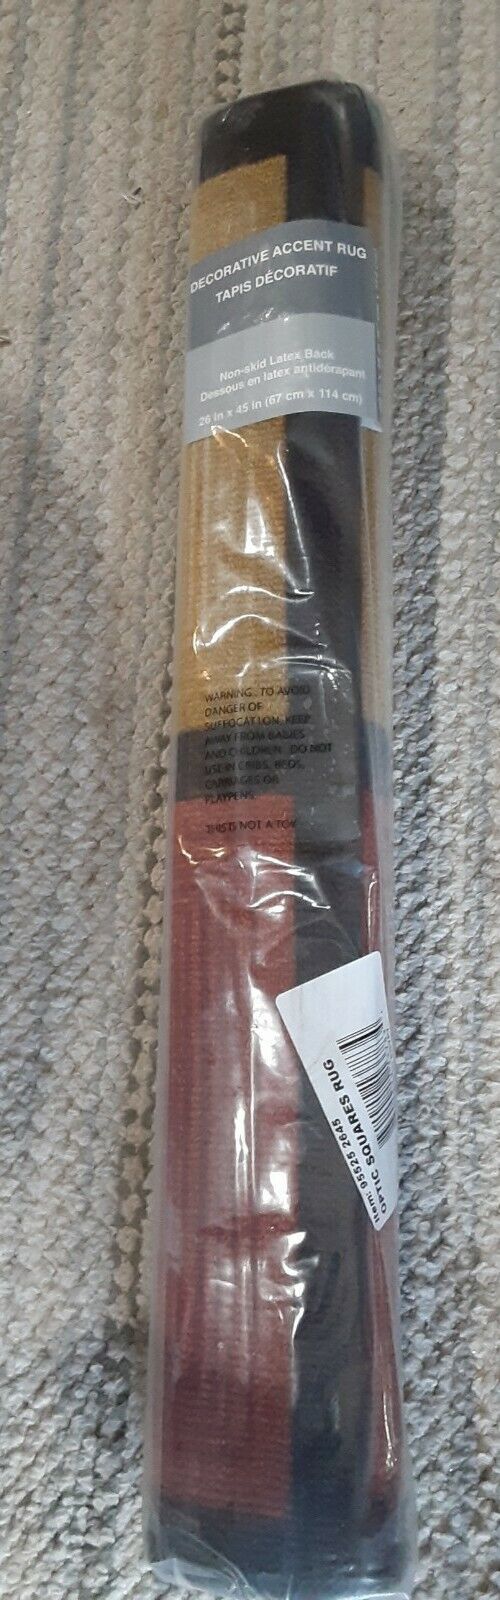 DECORATIVE ACCENT RUG
TAPIS DÉCORATIF
Non-skid Latex Back
Dessous en latex antidérapant
26 in x 45 in (67 cm x 114 cm)
WARNING: TO AVOID
DANGER OF
SUFFOCATION, KEEP
AWAY FROM BABIES
AND CHILDREN. DO NOT
USE IN CRIBS, BEDS,
CARRIAGES OR
PLAYPENS.
THIS IS NOT A TOY
Item: 95525 2645
OPTIC SQUARES RUG